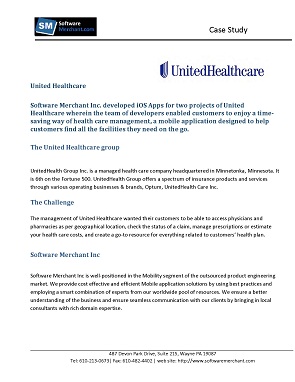 SM Software
Merchant.com
Case Study
UnitedHealthcare
United Healthcare
Software Merchant Inc. developed iOS Apps for two projects of United
Healthcare wherein the team of developers enabled customers to enjoy a time-
saving way of health care management, a mobile application designed to help
customers find all the facilities they need on the go.
The United Healthcare group
UnitedHealth Group Inc. is a managed health care company headquartered in Minnetonka, Minnesota. It
is 6th on the Fortune 500. UnitedHealth Group offers a spectrum of insurance products and services
through various operating businesses & brands, Optum, UnitedHealth Care Inc.
The Challenge
The management of United Healthcare wanted their customers to be able to access physicians and
pharmacies as per geographical location, check the status of a claim, manage prescriptions or estimate
your health care costs, and create a go-to resource for everything related to customers' health plan.
Software Merchant Inc
Software Merchant Inc is well-positioned in the Mobility segment of the outsourced product engineering
market. We provide cost effective and efficient Mobile application solutions by using best practices and
employing a smart combination of experts from our worldwide pool of resources. We ensure a better
understanding of the business and ensure seamless communication with our clients by bringing in local
consultants with rich domain expertise.
487 Devon Park Drive, Suite 215, Wayne PA 19087
Tel: 610-213-0673| Fax: 610-482-4402 | web site: http://www.softwaremerchant.com